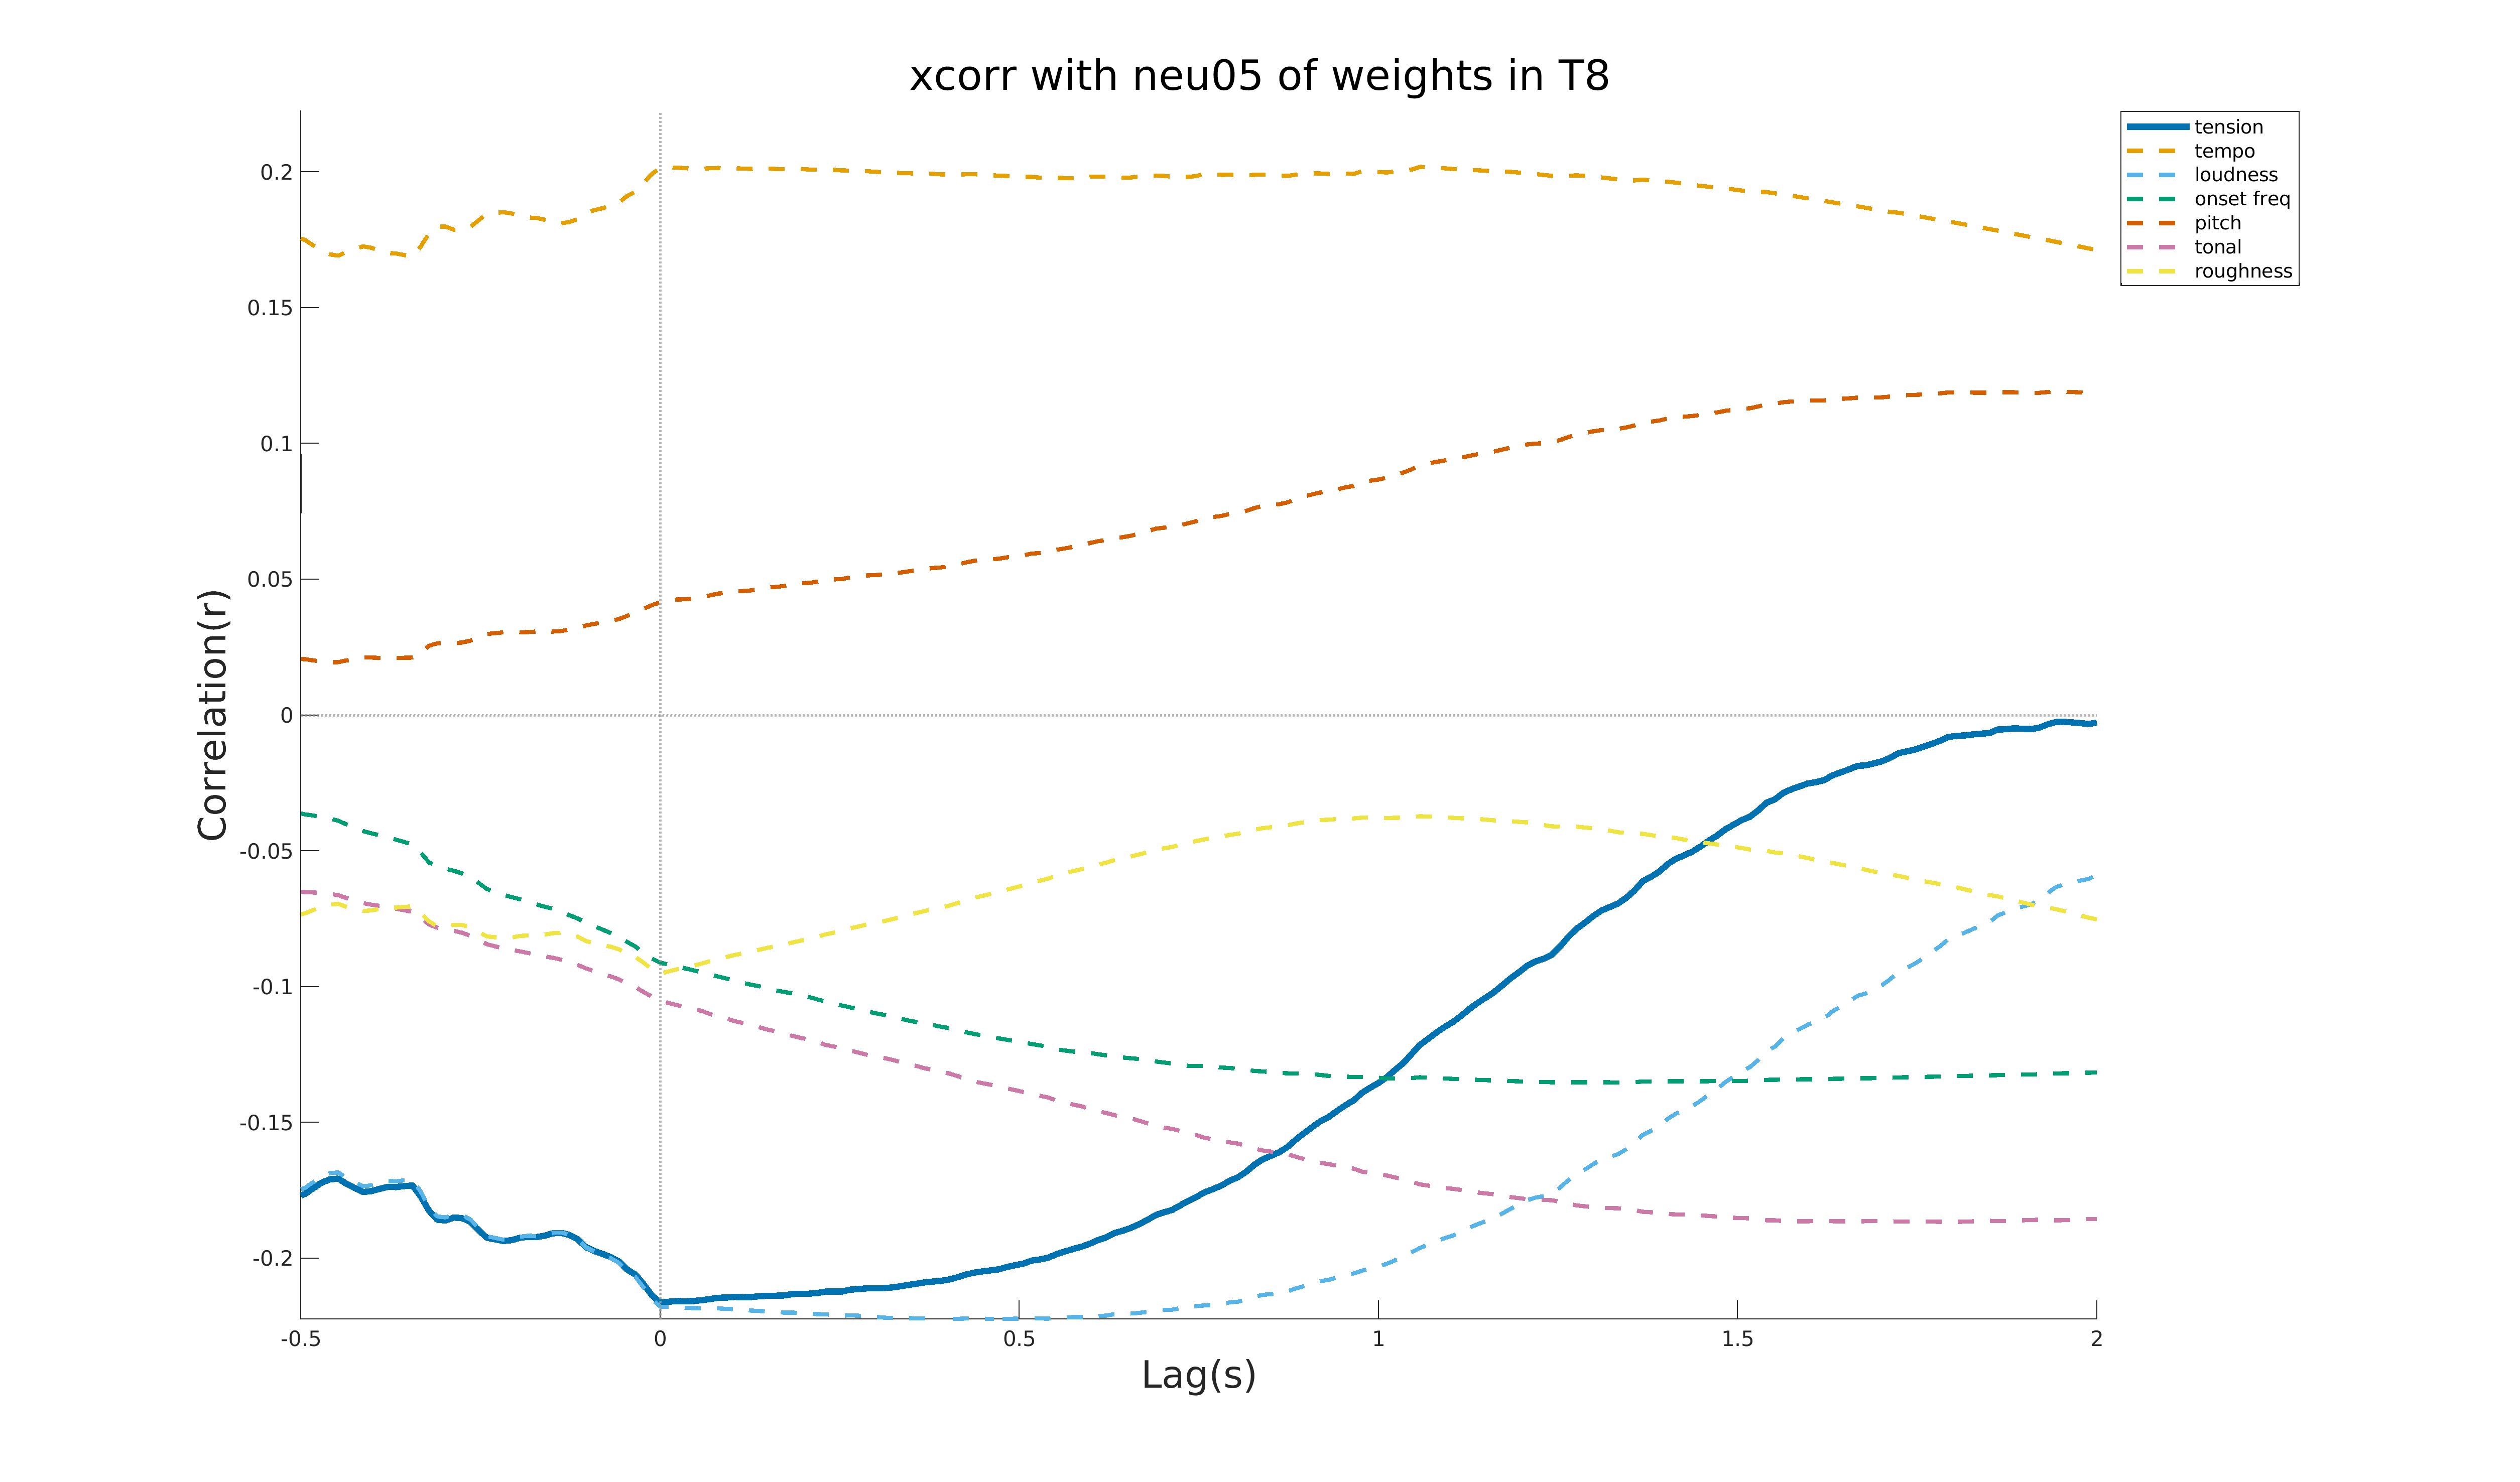 xcorr with neu05 of weights in T8
tension
tempo
loudness
onset freq
pitch
tonal
roughness
0.2
0.15
0.1
0.05
0
-0.05
-0.1
-0.15
-0.2
Correlation(r)
-0.5
0
0.5
1
1.5
2
Lag(s)